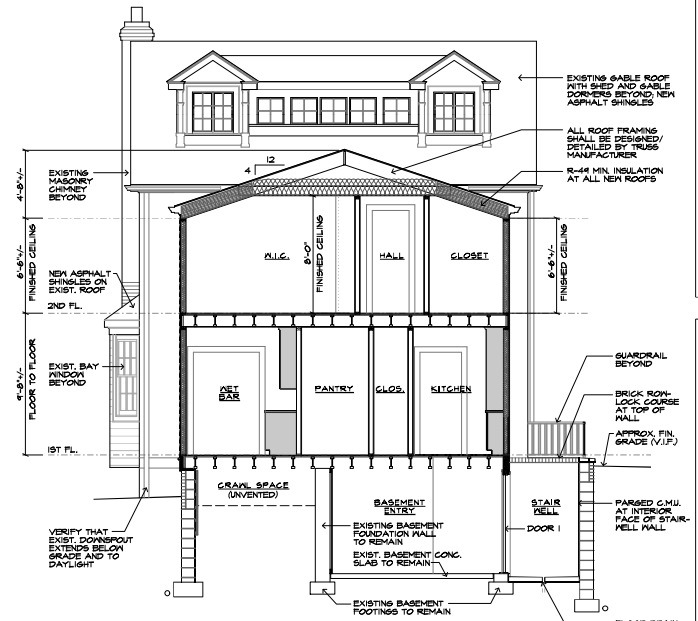 EXISTING GABLE ROOF
WITH SHED AND GABLE
DORMERS BEYOND; NEW
ASPHALT SHINGLES
ALL ROOF FRAMING
SHALL BE DESIGNED/
DETAILED BY TRUSS
MANUFACTURER
R-49 MIN. INSULATION
AT ALL NEW ROOFS
12
4
4'-8"+/-
EXISTING
MASONRY
CHIMNEY
BEYOND
6'-6"+/-
FINISHED CEILING
W.I.C.
8'-0"
FINISHED CEILING
HALL
CLOSET
6'-6"+/-
FINISHED CEILING
NEW ASPHALT
SHINGLES ON
EXIST. ROOF
2ND FL.
9'-8"+/-
FLOOR TO FLOOR
EXIST. BAY
WINDOW
BEYOND
WET
BAR
PANTRY
CLOS.
KITCHEN
GUARDRAIL
BEYOND
BRICK ROW-
LOCK COURSE
AT TOP OF
WALL
APPROX. FIN.
GRADE (V.I.F.)
1ST FL.
CRAWL SPACE
(UNVENTED)
BASEMENT
ENTRY
STAIR
WELL
PARGED C.M.U.
AT INTERIOR
FACE OF STAIR-
WELL WALL
DOOR 1
EXISTING BASEMENT
FOUNDATION WALL
TO REMAIN
EXIST. BASEMENT CONC.
SLAB TO REMAIN
VERIFY THAT
EXIST. DOWNSPOUT
EXTENDS BELOW
GRADE AND TO
DAYLIGHT
EXISTING BASEMENT
FOOTINGS TO REMAIN